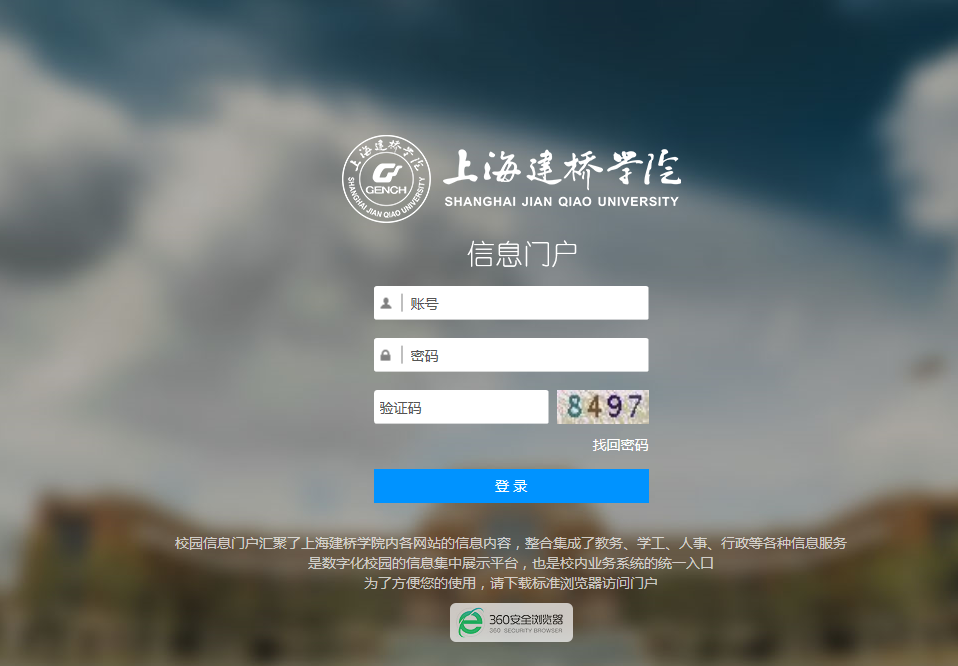 上海建桥学院
GENCH
SHANGHAI JIAN QIAO UNIVERSITY
上海建桥学院
SHANGHAI JIAN QIAO UNIVERSITY
信息门户
账号
密码
验证码 8497
找回密码
登录
校园信息门户汇聚了上海建桥学院内各网站的信息内容，整合集成了教务、学工、人事、行政等各种信息服务
是数字化校园的信息集中展示平台，也是校内业务系统的统一入口
为了方便您的使用，请下载标准浏览器访问门户
360安全浏览器
360 SECURITY BROWSER